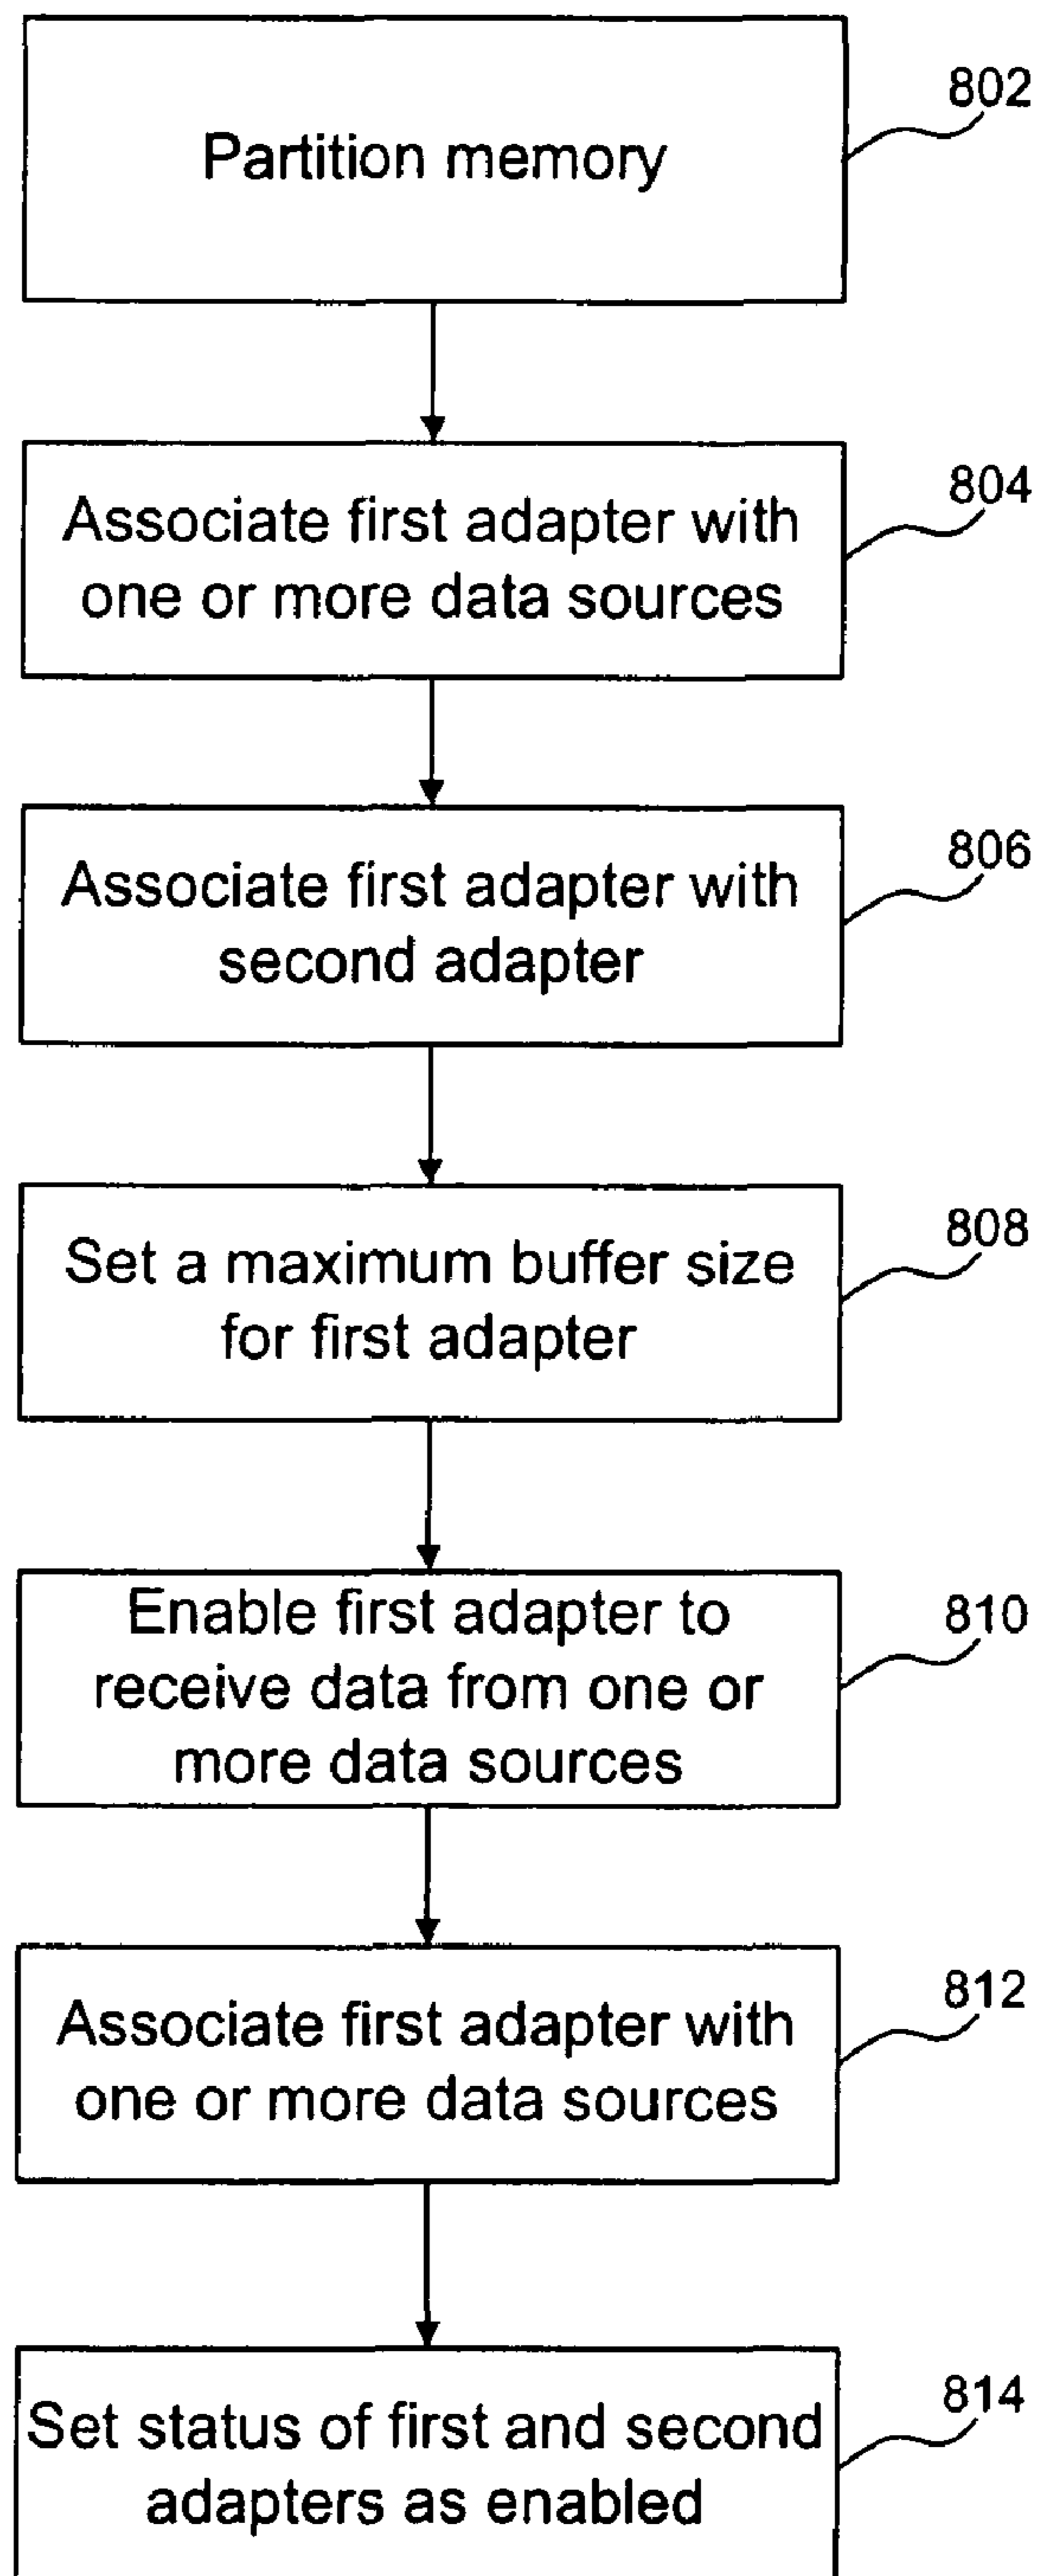 Partition memory
802
Associate first adapter with
one or more data sources
804
Associate first adapter with
second adapter
806
Set a maximum buffer size
for first adapter
808
Enable first adapter to
receive data from one or
more data sources
810
Associate first adapter with
one or more data sources
812
Set status of first and second
adapters as enabled
814